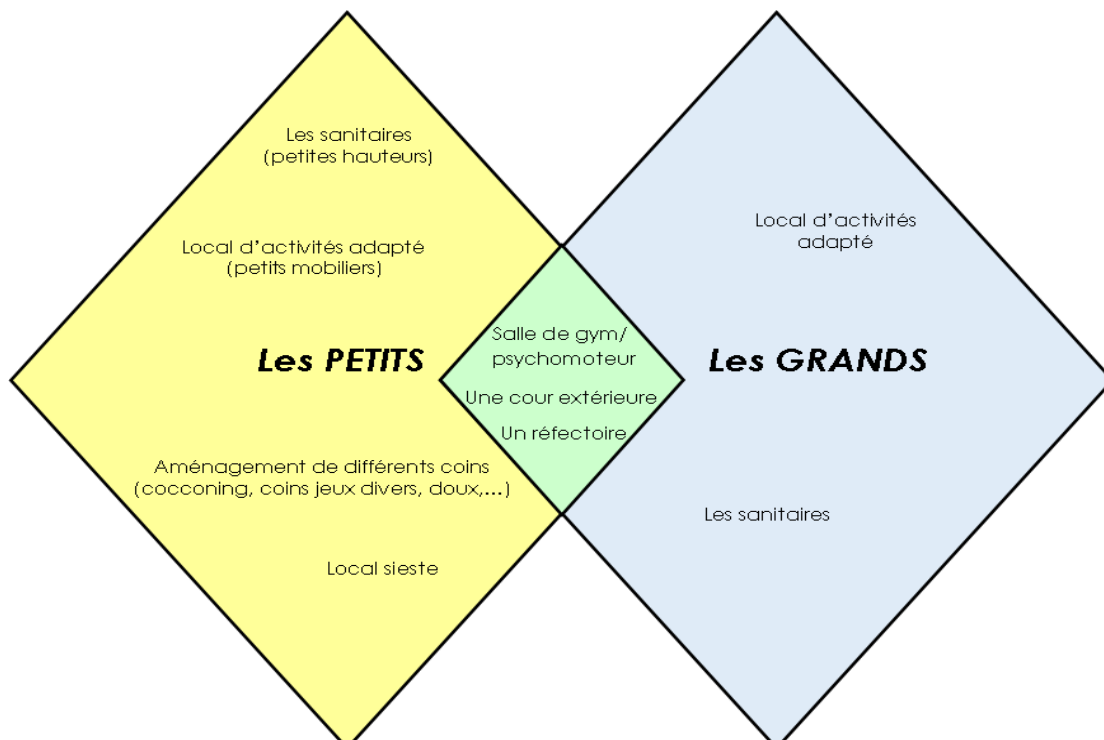 Les sanitaires
(petites hauteurs)
Local d'activités adapté
(petits mobiliers)
Les PETITS
Aménagement de différents coins
(cocconing, coins jeux divers, doux,...)
Local sieste
Salle de gym/
psychomoteur
Une cour extérieure
Un réfectoire
Local d'activités
adapté
Les GRANDS
Les sanitaires